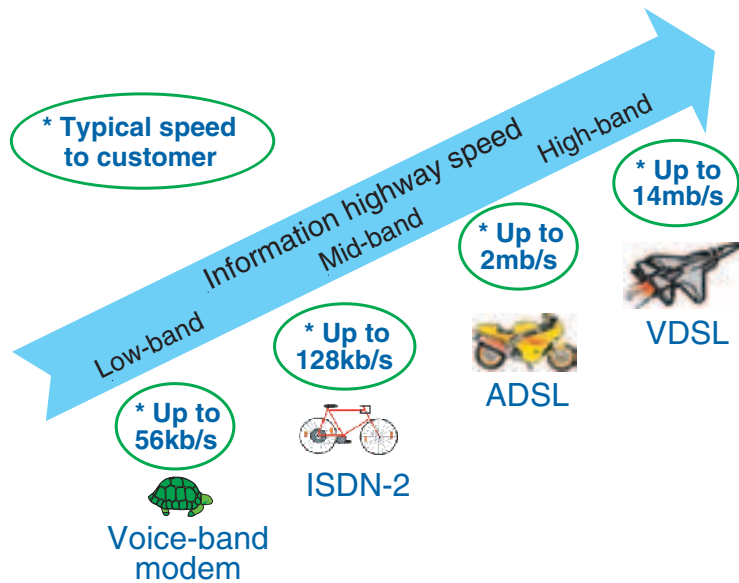 * Typical speed
to customer
Information highway speed
Low-band
Mid-band
High-band
* Up to
56kb/s
Voice-band
modem
* Up to
128kb/s
ISDN-2
* Up to
2mb/s
ADSL
* Up to
14mb/s
VDSL